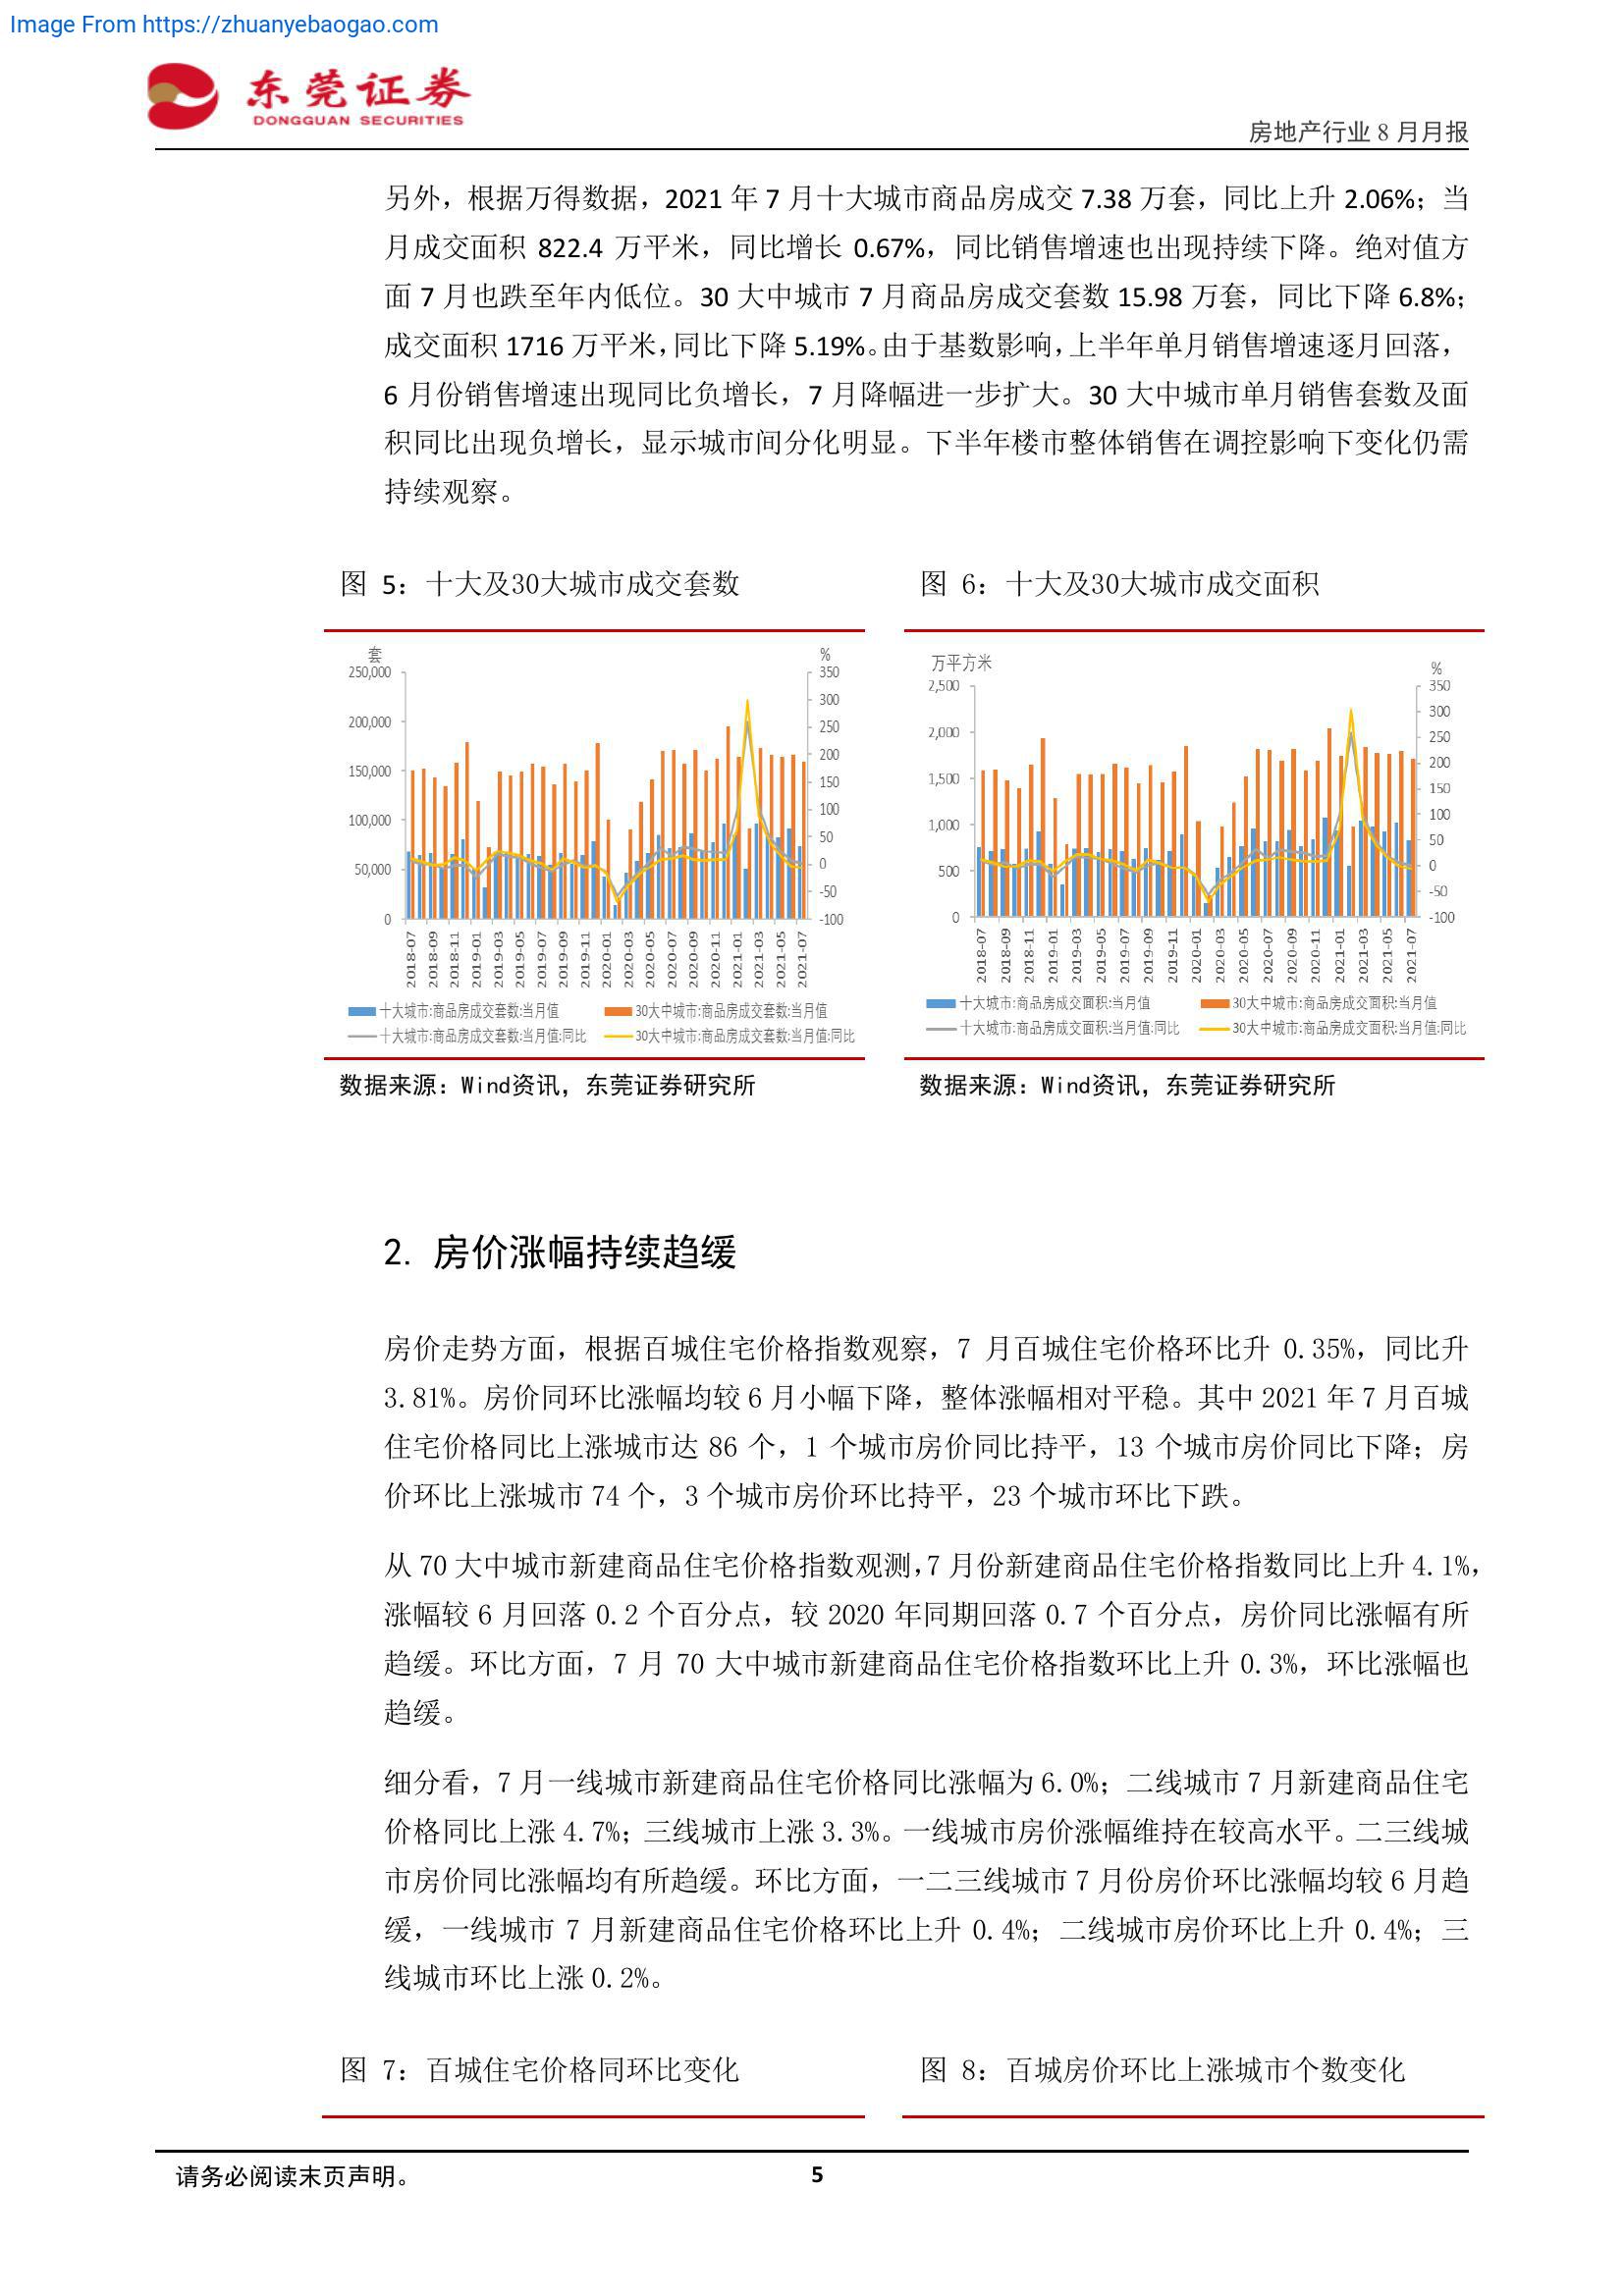 Image From https://zhuanyebaogao.com
东莞证券
DONGGUAN SECURITIES
房地产行业 8 月月报
另外，根据万得数据，2021 年 7 月十大城市商品房成交 7.38 万套，同比上升 2.06%；当
月成交面积 822.4 万平米，同比增长 0.67%，同比销售增速也出现持续下降。绝对值方
面 7 月也跌至年内低位。30 大中城市 7 月商品房成交套数 15.98 万套，同比下降 6.8%；
成交面积 1716 万平米，同比下降 5.19%。由于基数影响，上半年单月销售增速逐月回落，
6 月份销售增速出现同比负增长，7 月降幅进一步扩大。30 大中城市单月销售套数及面
积同比出现负增长，显示城市间分化明显。下半年楼市整体销售在调控影响下变化仍需
持续观察。
图 5：十大及30大城市成交套数
套
%
250,000
200,000
150,000
100,000
50,000
0
350
300
250
200
150
100
50
0
-50
-100
2018-07
2018-09
2018-11
2019-01
2019-03
2019-05
2019-07
2019-09
2019-11
2020-01
2020-03
2020-05
2020-07
2020-09
2020-11
2021-01
2021-03
2021-05
2021-07
十大城市:商品房成交套数:当月值
30大中城市:商品房成交套数:当月值
十大城市:商品房成交套数:当月值:同比
30大中城市:商品房成交套数:当月值:同比
数据来源：Wind资讯，东莞证券研究所
图 6：十大及30大城市成交面积
万平方米
%
2,500
2,000
1,500
1,000
500
0
350
300
250
200
150
100
50
0
-50
-100
2018-07
2018-09
2018-11
2019-01
2019-03
2019-05
2019-07
2019-09
2019-11
2020-01
2020-03
2020-05
2020-07
2020-09
2020-11
2021-01
2021-03
2021-05
2021-07
十大城市:商品房成交面积:当月值
30大中城市:商品房成交面积:当月值
十大城市:商品房成交面积:当月值:同比
30大中城市:商品房成交面积:当月值:同比
数据来源：Wind资讯，东莞证券研究所
2. 房价涨幅持续趋缓
房价走势方面，根据百城住宅价格指数观察，7 月百城住宅价格环比升 0.35%，同比升
3.81%。房价同环比涨幅均较 6 月小幅下降，整体涨幅相对平稳。其中 2021 年 7 月百城
住宅价格同比上涨城市达 86 个，1 个城市房价同比持平，13 个城市房价同比下降；房
价环比上涨城市 74 个，3 个城市房价环比持平，23 个城市环比下跌。
从 70 大中城市新建商品住宅价格指数观测，7 月份新建商品住宅价格指数同比上升 4.1%，
涨幅较 6 月回落 0.2 个百分点，较 2020 年同期回落 0.7 个百分点，房价同比涨幅有所
趋缓。环比方面，7 月 70 大中城市新建商品住宅价格指数环比上升 0.3%，环比涨幅也
趋缓。
细分看，7 月一线城市新建商品住宅价格同比涨幅为 6.0%；二线城市 7 月新建商品住宅
价格同比上涨 4.7%；三线城市上涨 3.3%。一线城市房价涨幅维持在较高水平。二三线城
市房价同比涨幅均有所趋缓。环比方面，一二三线城市 7 月份房价环比涨幅均较 6 月趋
缓，一线城市 7 月新建商品住宅价格环比上升 0.4%；二线城市房价环比上升 0.4%；三
线城市环比上涨 0.2%。
图 7：百城住宅价格同环比变化
图 8：百城房价环比上涨城市个数变化
请务必阅读末页声明。
5